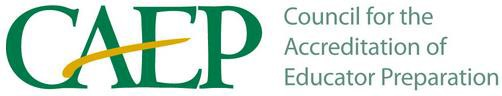 CAEP
Council for the
Accreditation of
Educator Preparation